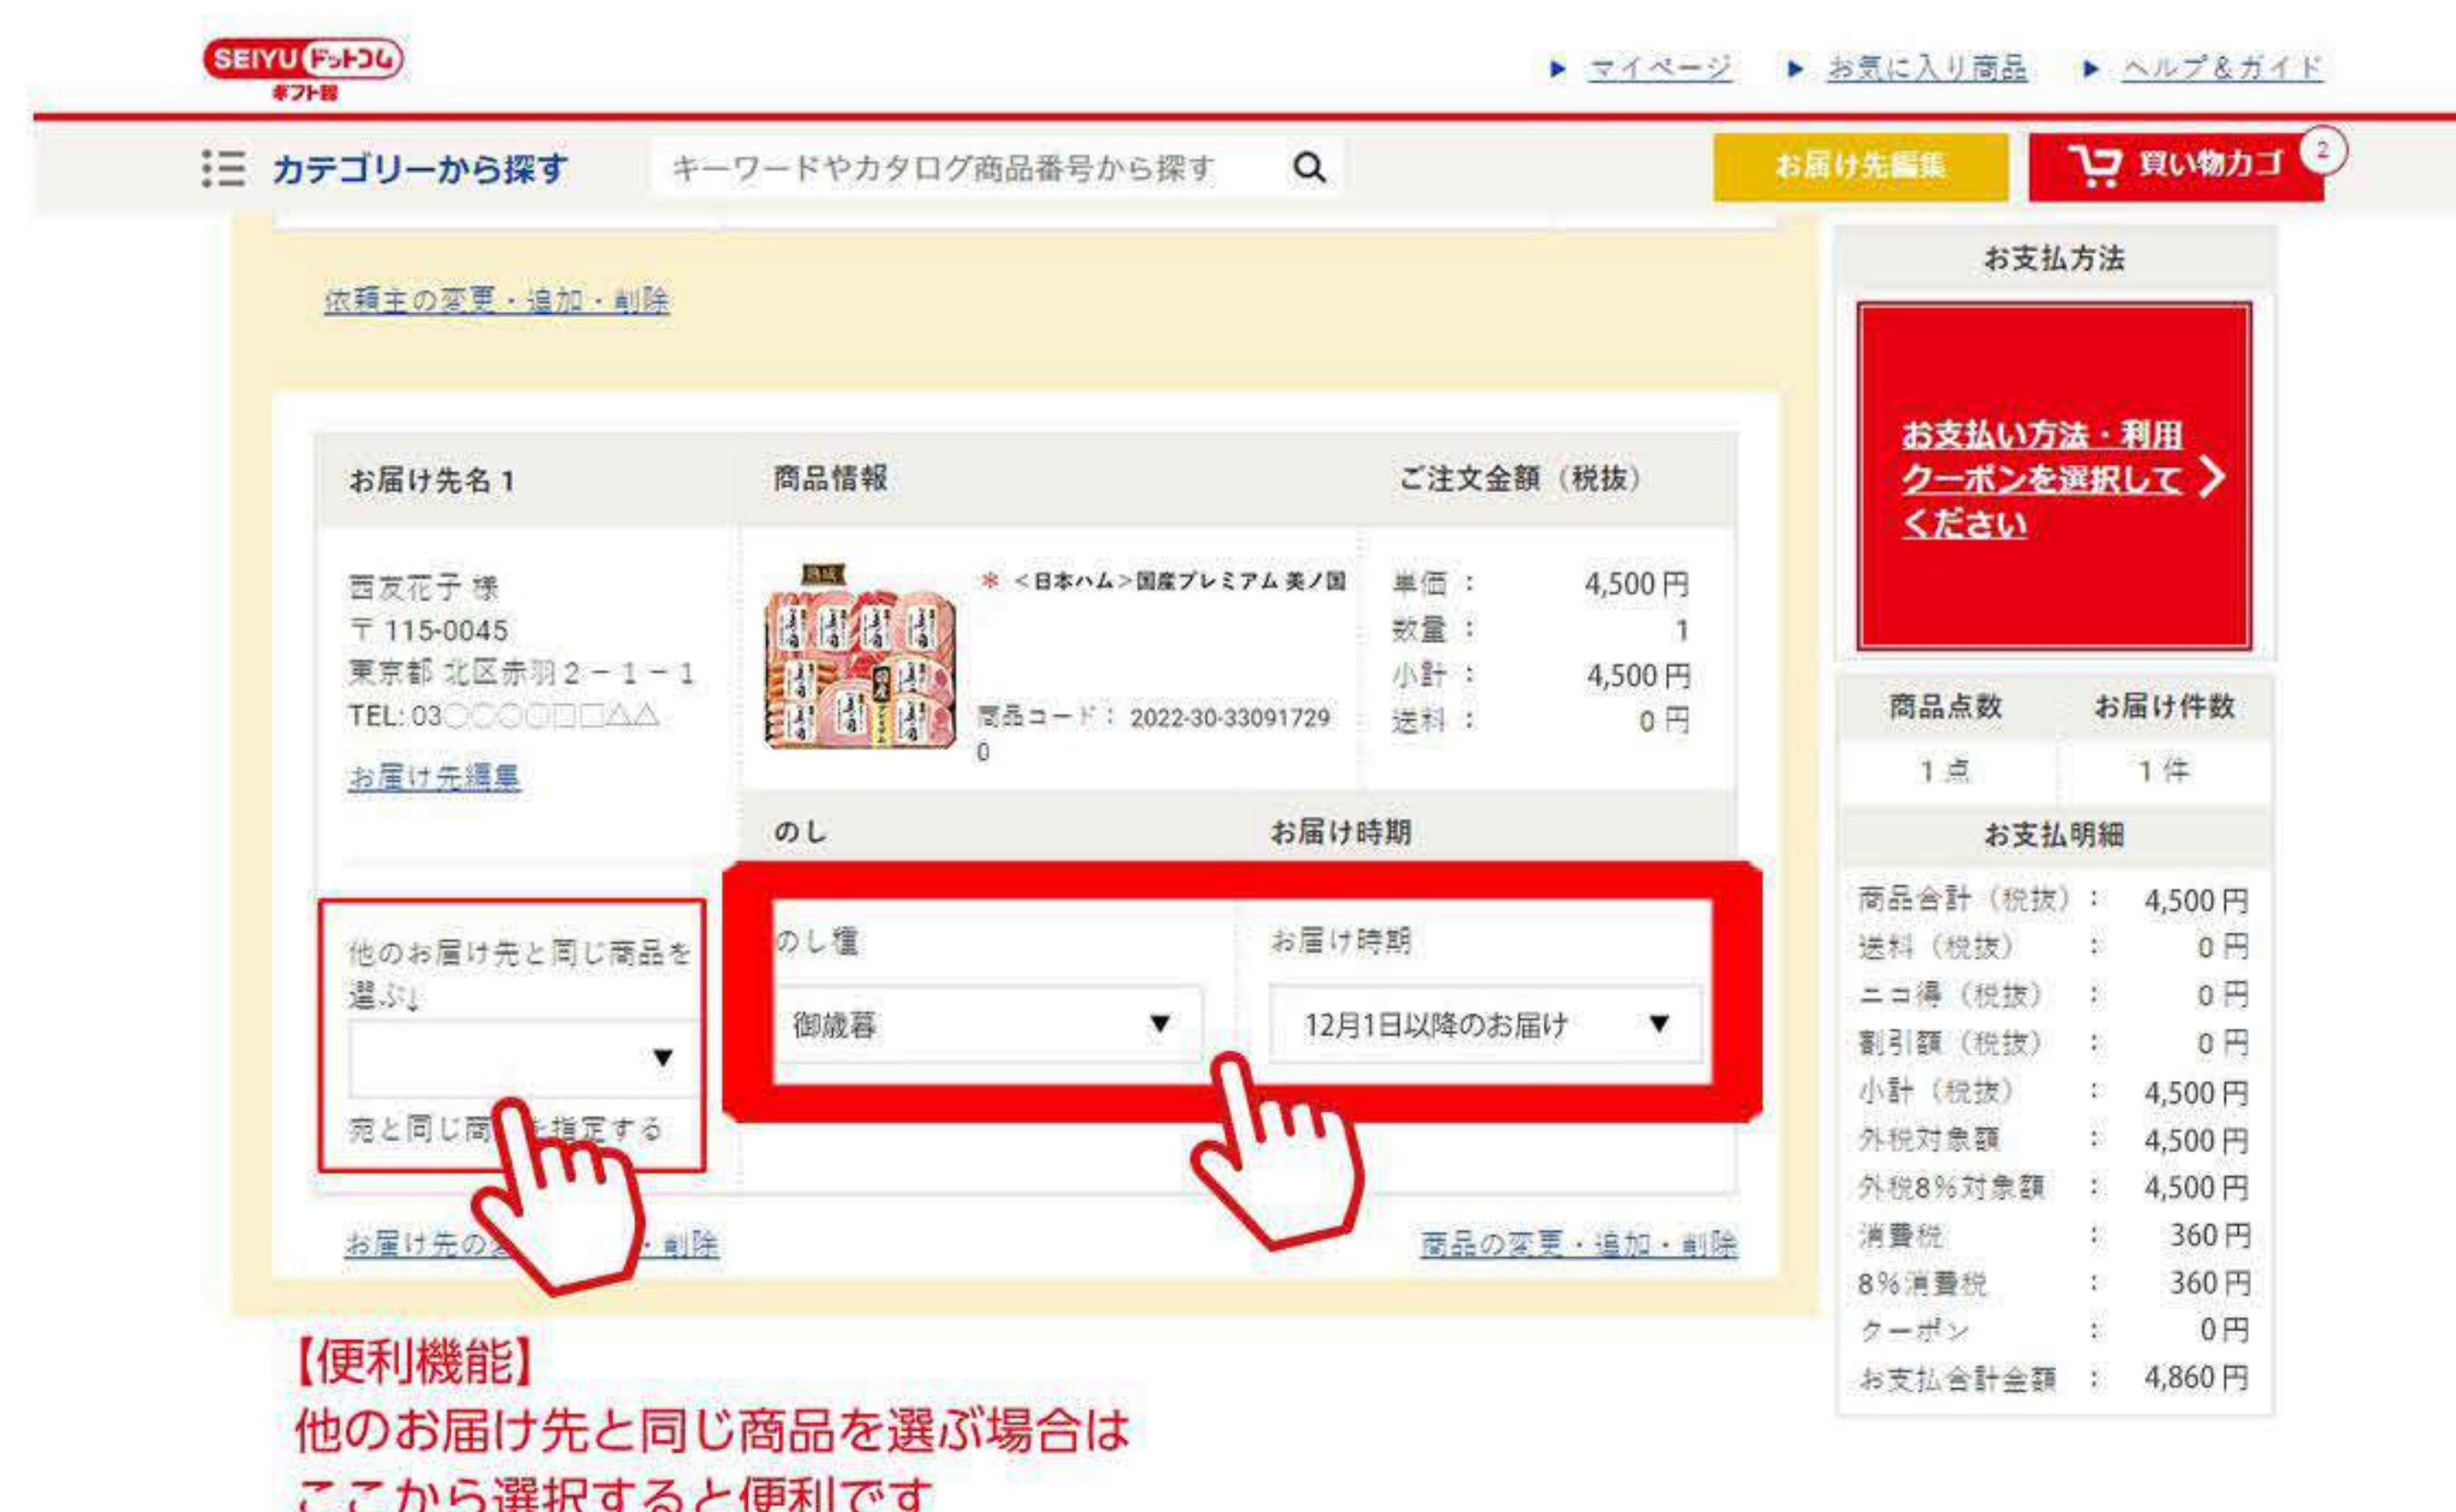 SEIYU ドットコム
ギフト館
マイページ
お気に入り商品
ヘルプ&ガイド
カテゴリーから探す
キーワードやカタログ商品番号から探す
お届け先編集
買い物カゴ
2
依頼主の変更・追加・削除
お届け先名 1
商品情報
ご注文金額（税抜）
西友花子 様
〒 115-0045
東京都 北区赤羽２－１－１
TEL: 03○○○○□□△△
お届け先編集
＊ ＜日本ハム＞国産プレミアム 美ノ国
商品コード： 2022-30-33091729
0
単価 ： 4,500 円
数量 ： 1
小計 ： 4,500 円
送料 ： 0 円
のし
お届け時期
他のお届け先と同じ商品を
選ぶ↓
▼
宛と同じ商
を指定する
のし種
御歳暮 ▼
お届け時期
12月1日以降のお届け ▼
お届け先の
・削除
商品の変更・追加・削除
【便利機能】
他のお届け先と同じ商品を選ぶ場合は
ここから選択すると便利です
お支払方法
お支払い方法・利用
クーポンを選択して
ください
商品点数 お届け件数
1 点 1 件
お支払明細
商品合計（税抜） ： 4,500 円
送料（税抜） ： 0 円
ニコ得（税抜） ： 0 円
割引額（税抜） ： 0 円
小計（税抜） ： 4,500 円
外税対象額 ： 4,500 円
外税8%対象額 ： 4,500 円
消費税 ： 360 円
8%消費税 ： 360 円
クーポン ： 0 円
お支払合計金額 ： 4,860 円